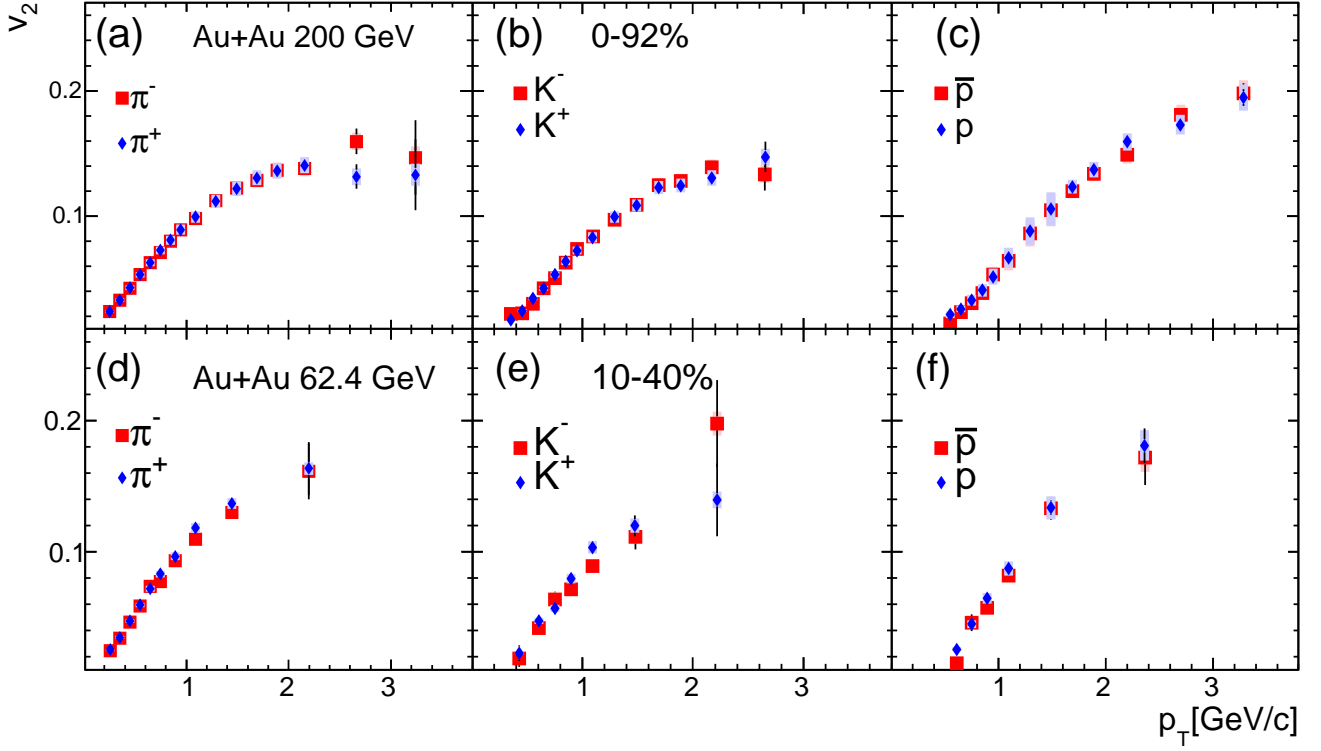 v₂
(a) Au+Au 200 GeV
π⁻
π⁺
(b) 0-92%
K⁻
K⁺
(c)
p̅
p
0.2
0.1
(d) Au+Au 62.4 GeV
π⁻
π⁺
(e) 10-40%
K⁻
K⁺
(f)
p̅
p
0.2
0.1
1 2 3 1 2 3 1 2 3
p_T[GeV/c]